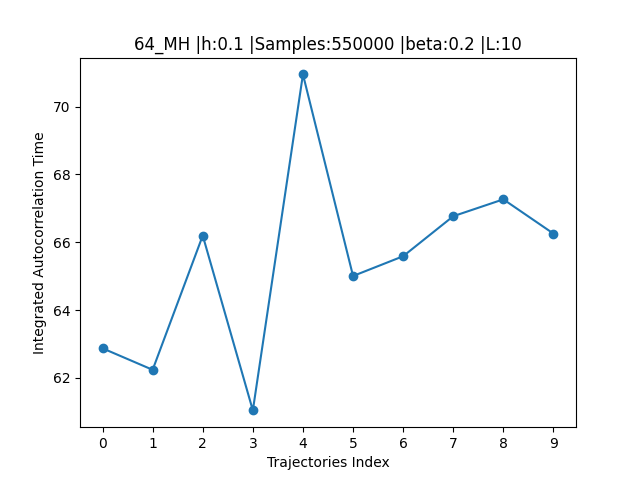 64_MH |h:0.1 |Samples:550000 |beta:0.2 |L:10
Integrated Autocorrelation Time
70
68
66
64
62
0 1 2 3 4 5 6 7 8 9
Trajectories Index